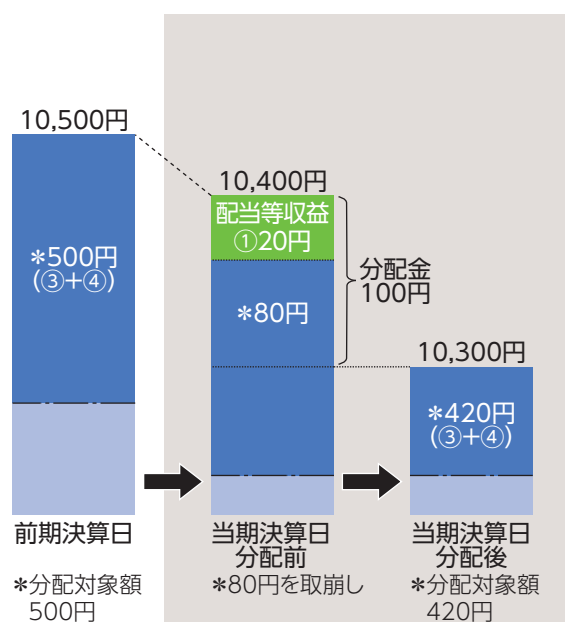 10,500円
*500円
(③+④)
前期決算日
*分配対象額
500円
10,400円
配当等収益
①20円
*80円
分配金
100円
当期決算日
分配前
*80円を取崩し
10,300円
*420円
(③+④)
当期決算日
分配後
*分配対象額
420円